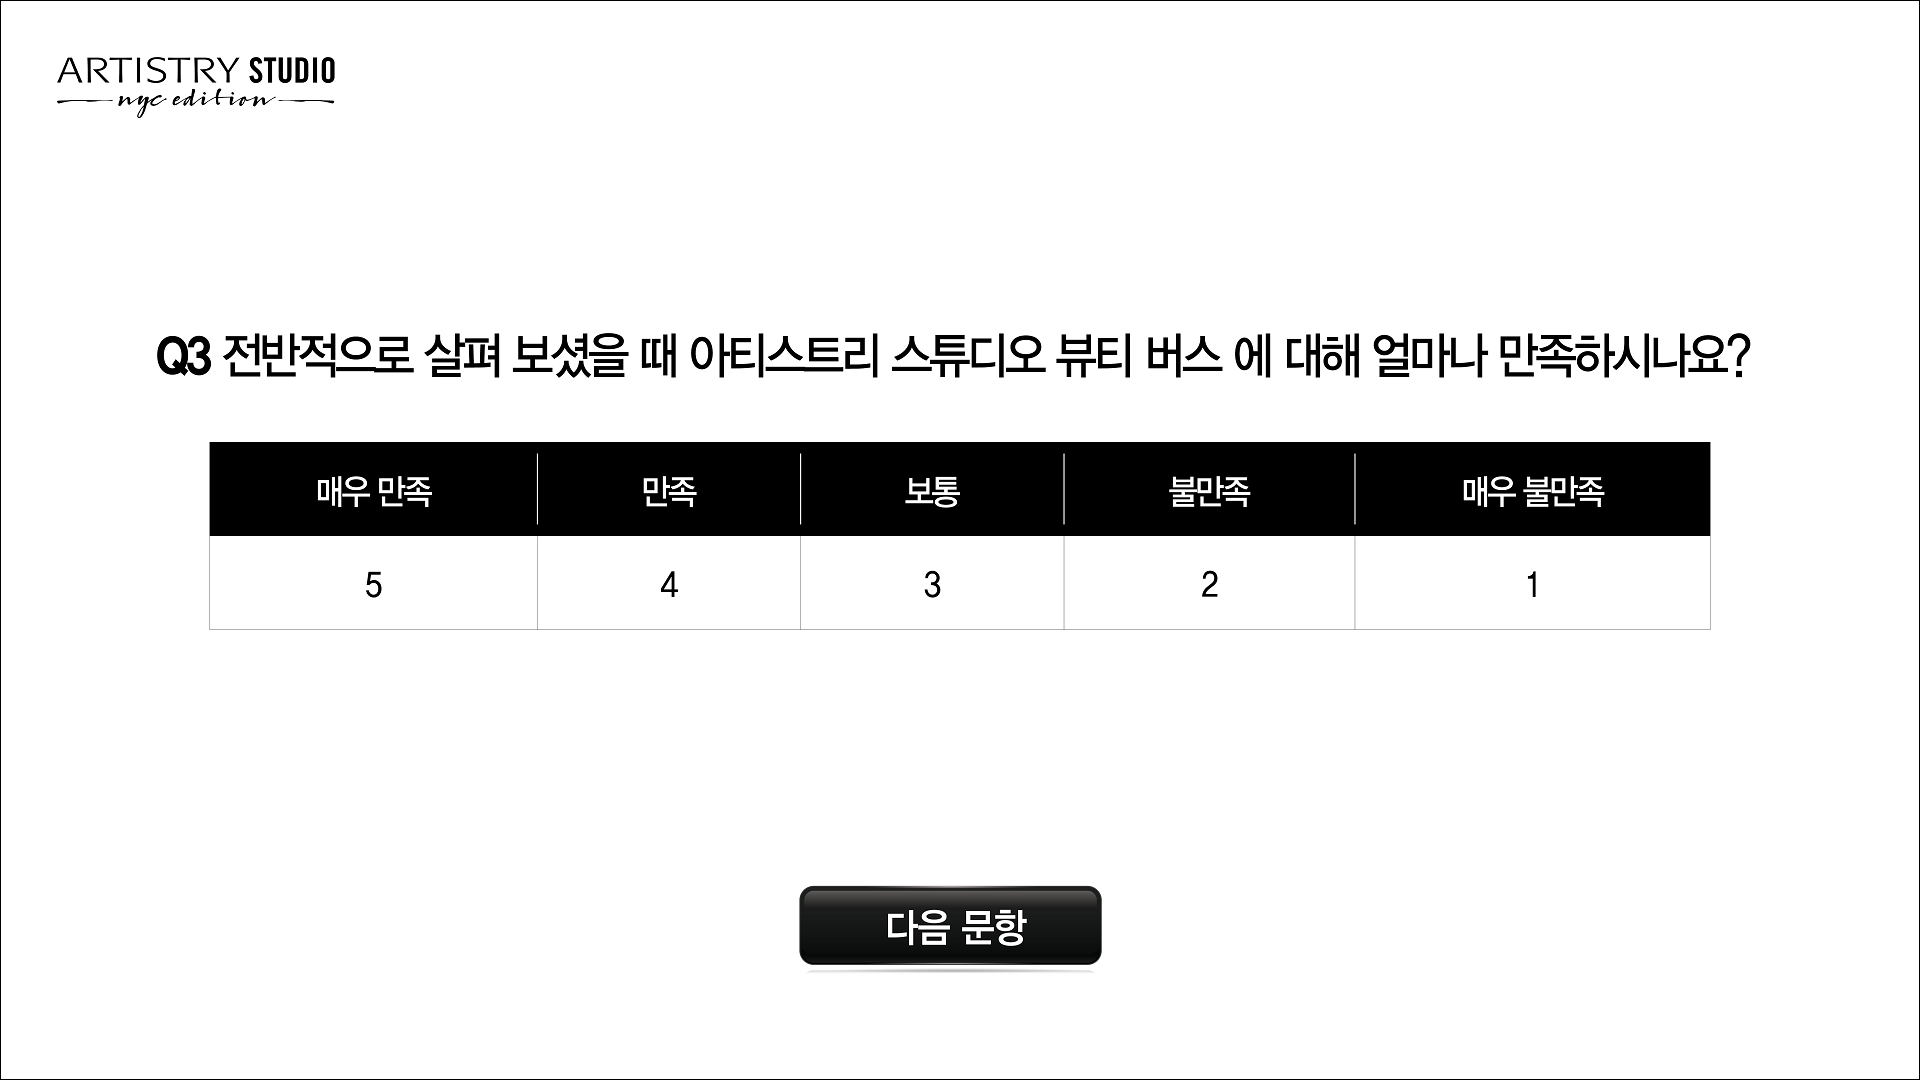 ARTISTRY STUDIO
nyc edition
Q3 전반적으로 살펴 보셨을 때 아티스트리 스튜디오 뷰티 버스 에 대해 얼마나 만족하시나요?
매우 만족 만족 보통 불만족 매우 불만족
5 4 3 2 1
다음 문항